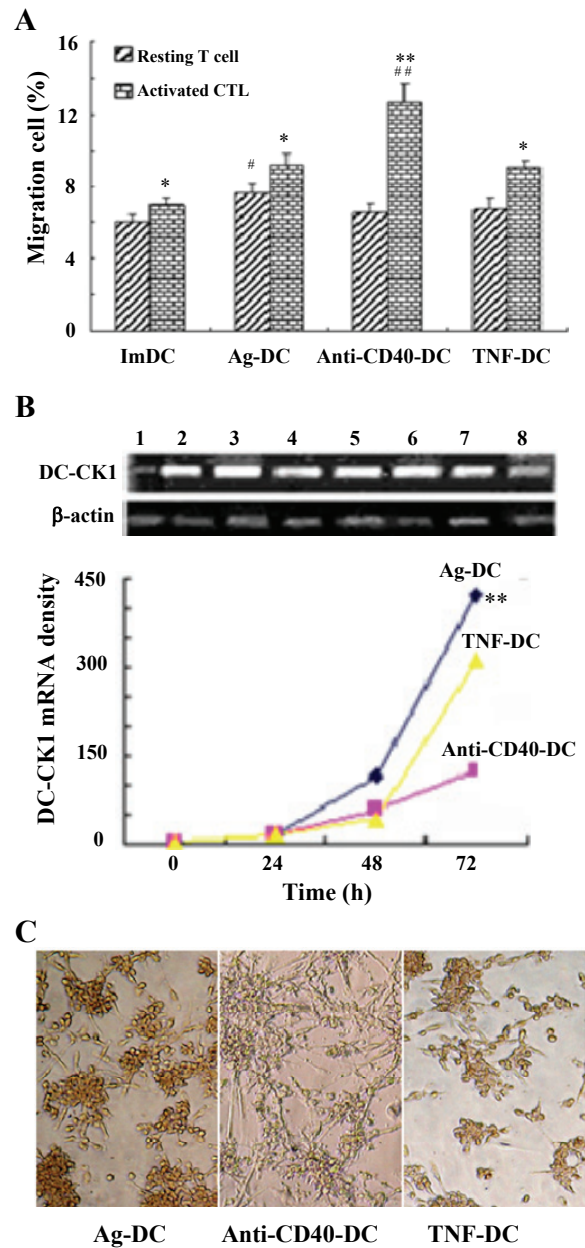 A
Migration cell (%)
16
12
8
4
0
Resting T cell
Activated CTL
*
#
*
**
##
*
ImDC Ag-DC Anti-CD40-DC TNF-DC
B
1 2 3 4 5 6 7 8
DC-CK1
β-actin
DC-CK1 mRNA density
450
300
150
0
Ag-DC
**
TNF-DC
Anti-CD40-DC
0 24 48 72
Time (h)
C
Ag-DC Anti-CD40-DC TNF-DC